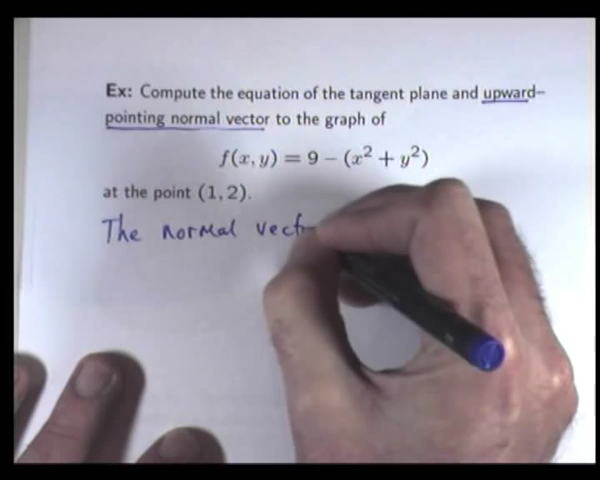 Ex: Compute the equation of the tangent plane and upward–
pointing normal vector to the graph of
f(x, y) = 9 − (x² + y²)
at the point (1, 2).
The normal vect